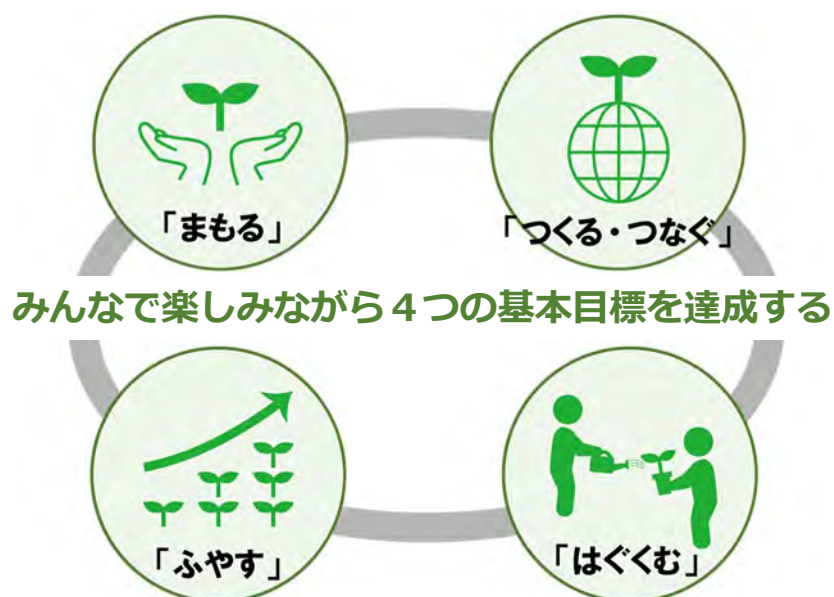 「まもる」
「つくる・つなぐ」
みんなで楽しみながら４つの基本目標を達成する
「ふやす」
「はぐくむ」